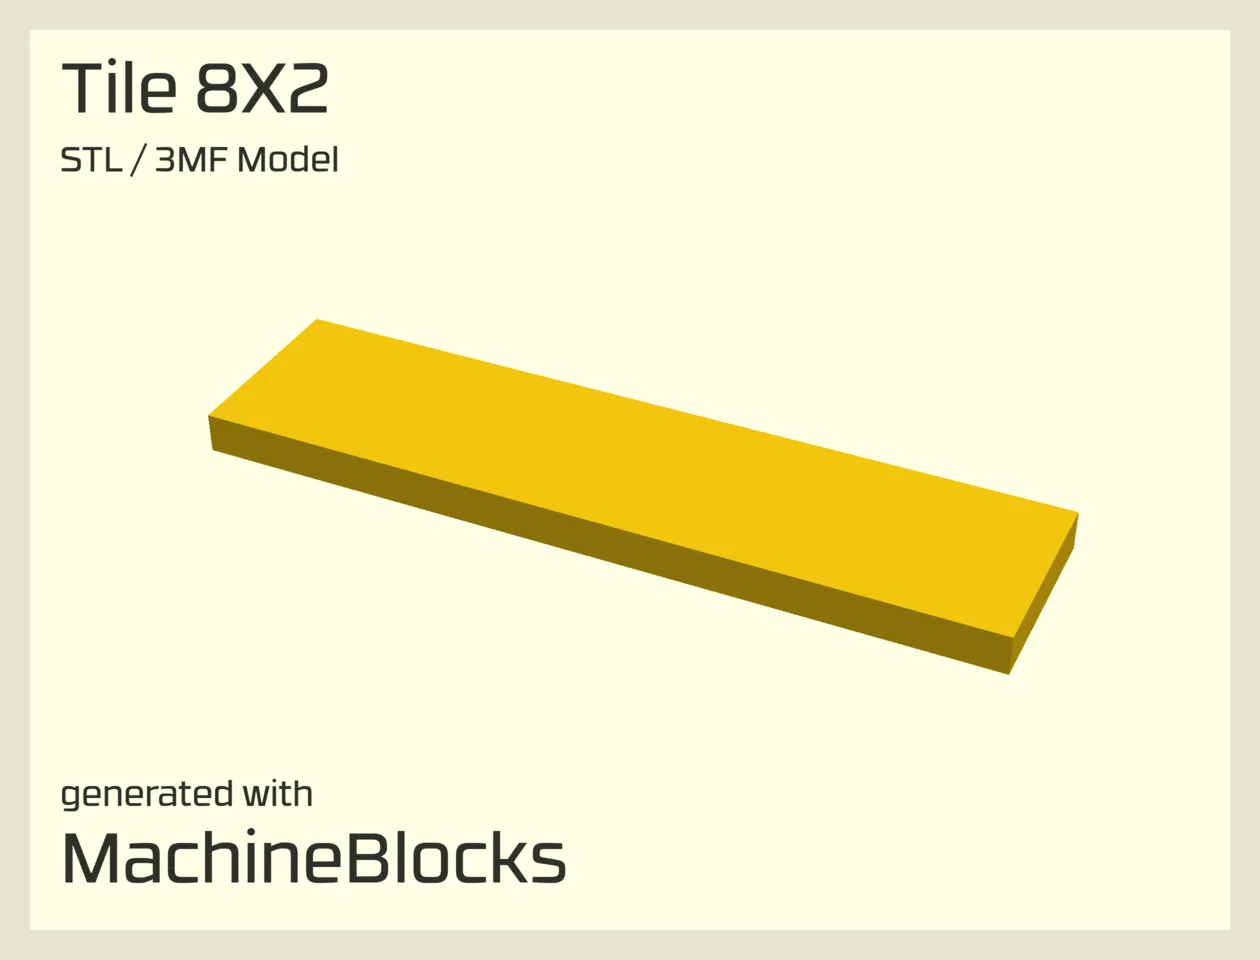 Tile 8X2
STL / 3MF Model
generated with
MachineBlocks